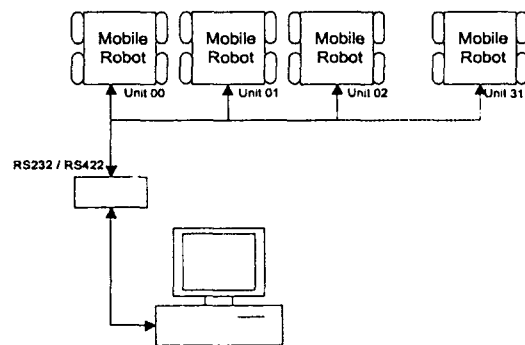 Mobile
Robot
Mobile
Robot
Mobile
Robot
Mobile
Robot
Unit 00
Unit 01
Unit 02
Unit 31
RS232 / RS422